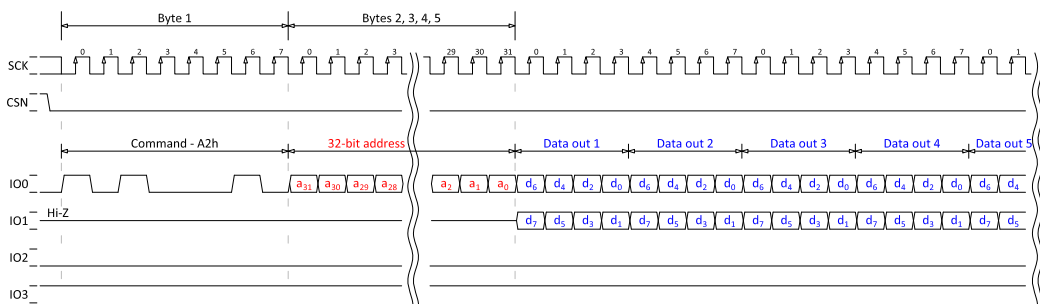 Byte 1 Bytes 2, 3, 4, 5
0 1 2 3 4 5 6 7 0 1 2 3 29 30 31 0 1 2 3 4 5 6 7 0 1 2 3 4 5 6 7 0 1
SCK
CSN
Command - A2h 32-bit address Data out 1 Data out 2 Data out 3 Data out 4 Data out 5
IO0 a31 a30 a29 a28 a2 a1 a0 d6 d4 d2 d0 d6 d4 d2 d0 d6 d4 d2 d0 d6 d4 d2 d0 d6 d4
Hi-Z
IO1 d7 d5 d3 d1 d7 d5 d3 d1 d7 d5 d3 d1 d7 d5 d3 d1 d7 d5
IO2
IO3